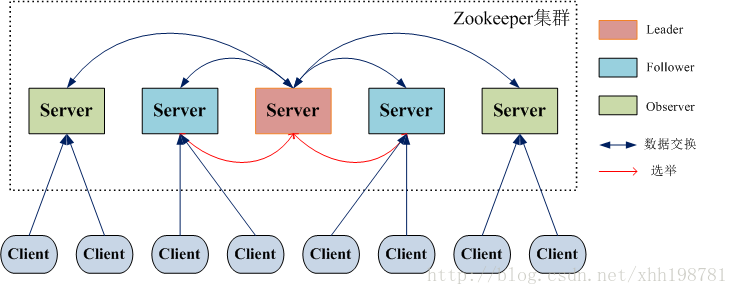 Zookeeper集群
Leader
Follower
Observer
数据交换
选举
Server
Server
Server
Server
Server
Client
Client
Client
Client
Client
Client
Client
Client
http://blog.csdn.net/xhh198781